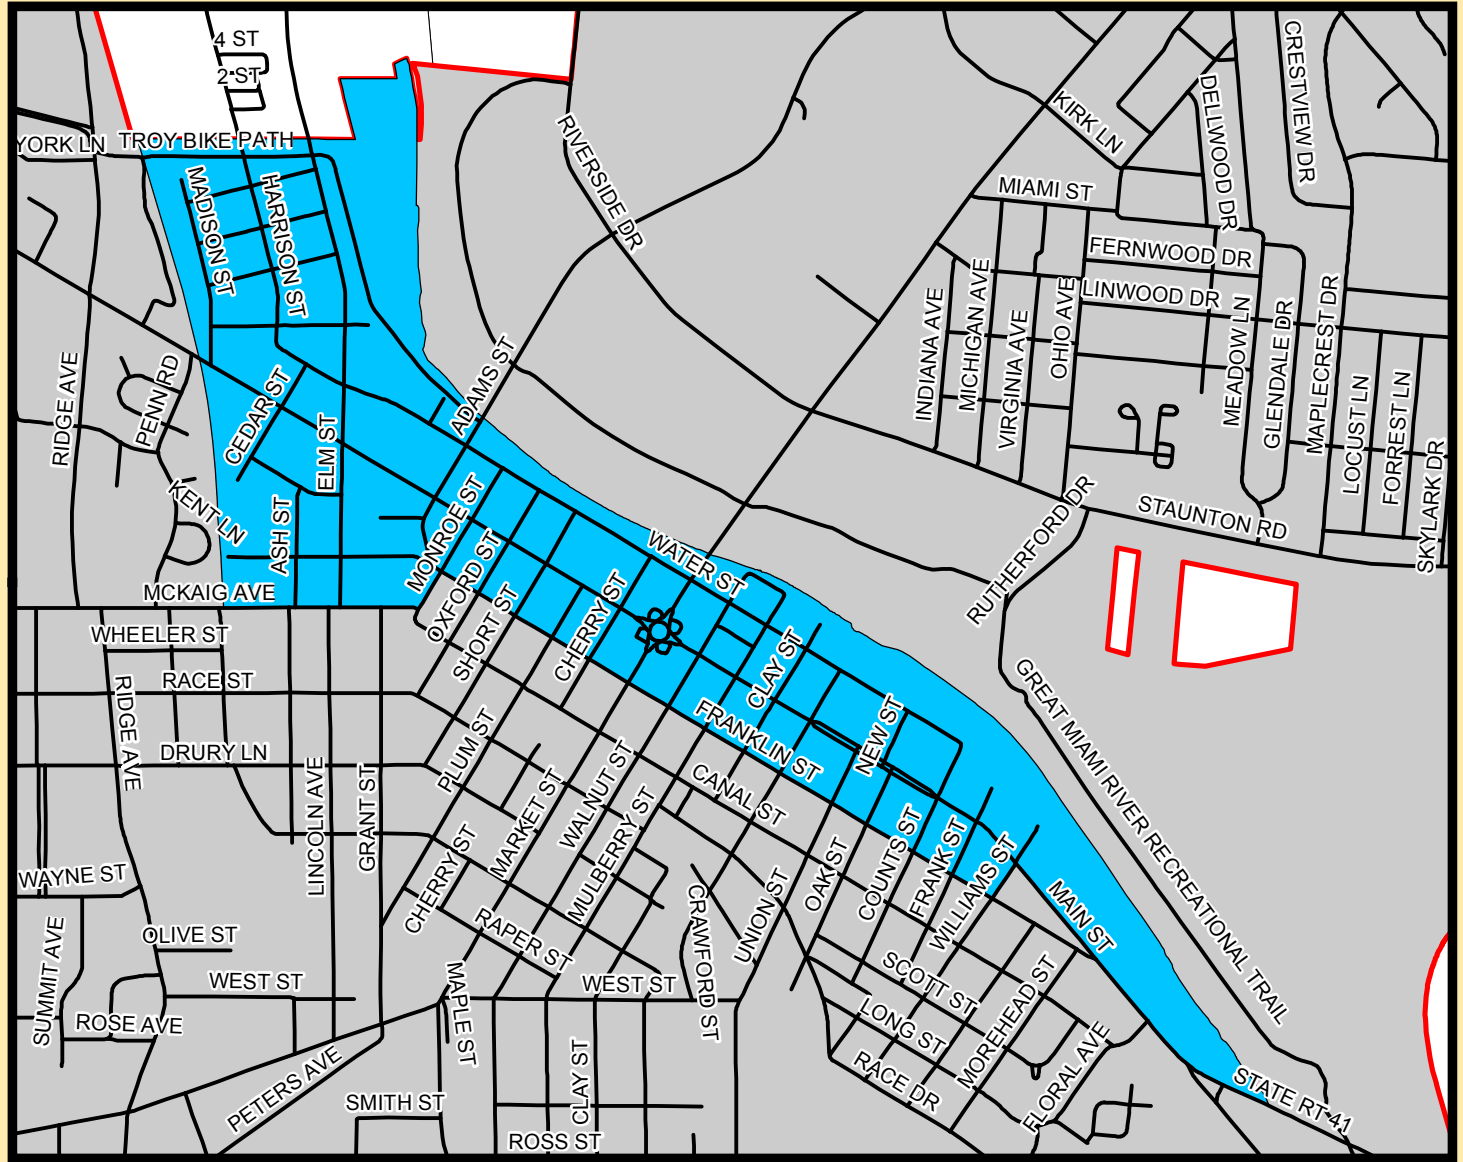 4 ST
2 ST
YORK LN
TROY BIKE PATH
MADISON ST
HARRISON ST
RIVERSIDE DR
KIRK LN
DELLWOOD DR
CRESTVIEW DR
MIAMI ST
FERNWOOD DR
LINWOOD DR
INDIANA AVE
MICHIGAN AVE
VIRGINIA AVE
OHIO AVE
MEADOW LN
GLENDALE DR
MAPLECREST DR
LOCUST LN
FORREST LN
SKYLARK DR
RIDGE AVE
PENN RD
CEDAR ST
ELM ST
ADAMS ST
KENT LN
ASH ST
MONROE ST
OXFORD ST
SHORT ST
CHERRY ST
WATER ST
STAUNTON RD
RUTHERFORD DR
MCKAIG AVE
WHEELER ST
RACE ST
RIDGE AVE
DRURY LN
LINCOLN AVE
GRANT ST
PLUM ST
CLAY ST
FRANKLIN ST
NEW ST
GREAT MIAMI RIVER RECREATIONAL TRAIL
CANAL ST
WALNUT ST
MARKET ST
MULBERRY ST
CHERRY ST
WAYNE ST
OLIVE ST
SUMMIT AVE
WEST ST
ROSE AVE
RAPER ST
CRAWFORD ST
UNION ST
OAK ST
COUNTS ST
FRANK ST
WILLIAMS ST
MAIN ST
WEST ST
MAPLE ST
SCOTT ST
LONG ST
MOREHEAD ST
RACE DR
FLORAL AVE
PETERS AVE
SMITH ST
CLAY ST
ROSS ST
STATE RT 41